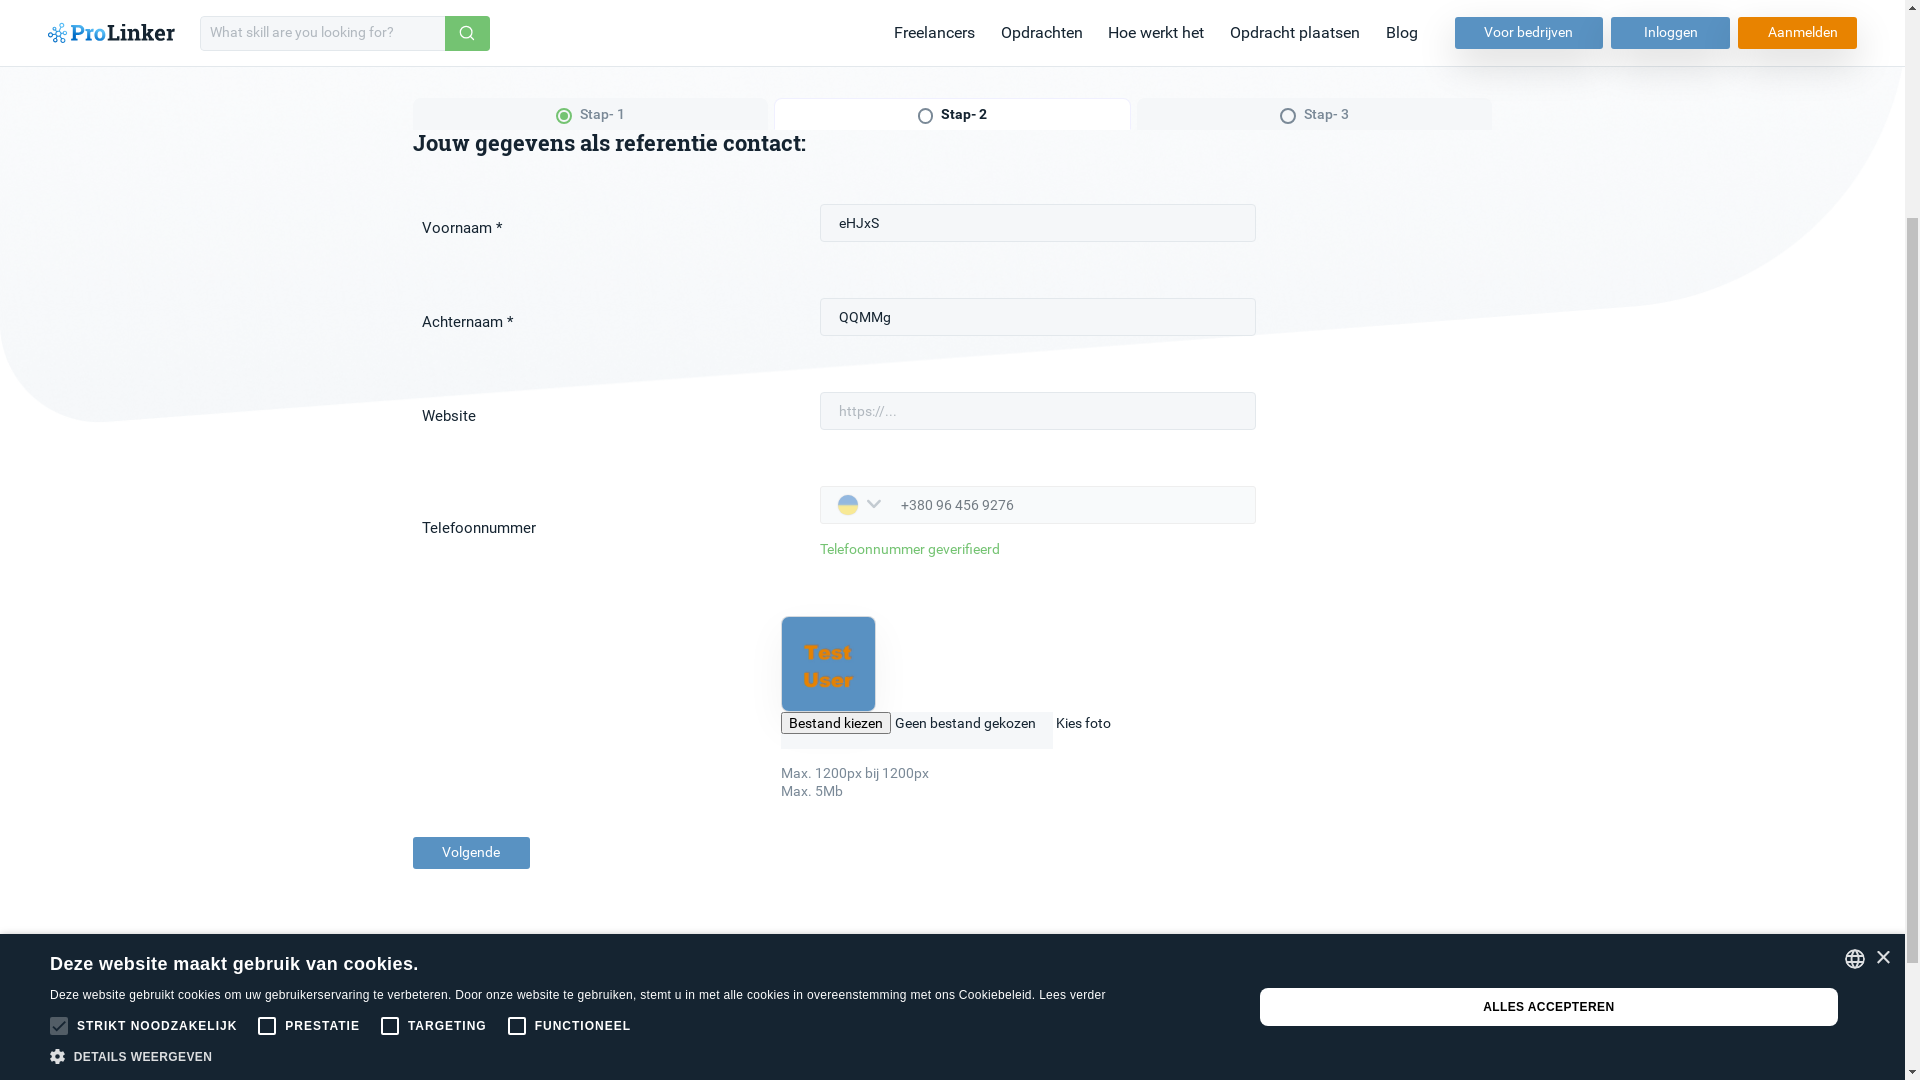 ProLinker
What skill are you looking for?
Freelancers
Opdrachten
Hoe werkt het
Opdracht plaatsen
Blog
Voor bedrijven
Inloggen
Aanmelden
Stap- 1
Stap- 2
Stap- 3
Jouw gegevens als referentie contact:
Voornaam *
eHJxS
Achternaam *
QQMMg
Website
https://...
Telefoonnummer
+380 96 456 9276
Telefoonnummer geverifieerd
Test
User
Bestand kiezen Geen bestand gekozen Kies foto
Max. 1200px bij 1200px
Max. 5Mb
Volgende
Deze website maakt gebruik van cookies.
Deze website gebruikt cookies om uw gebruikerservaring te verbeteren. Door onze website te gebruiken, stemt u in met alle cookies in overeenstemming met ons Cookiebeleid. Lees verder
STRIKT NOODZAKELIJK
PRESTATIE
TARGETING
FUNCTIONEEL
DETAILS WEERGEVEN
ALLES ACCEPTEREN
×